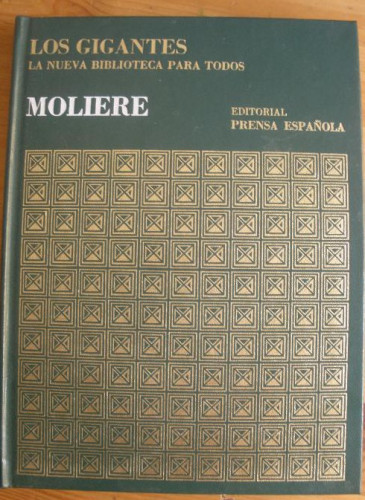 LOS GIGANTES
LA NUEVA BIBLIOTECA PARA TODOS
MOLIERE
EDITORIAL
PRENSA ESPAÑOLA